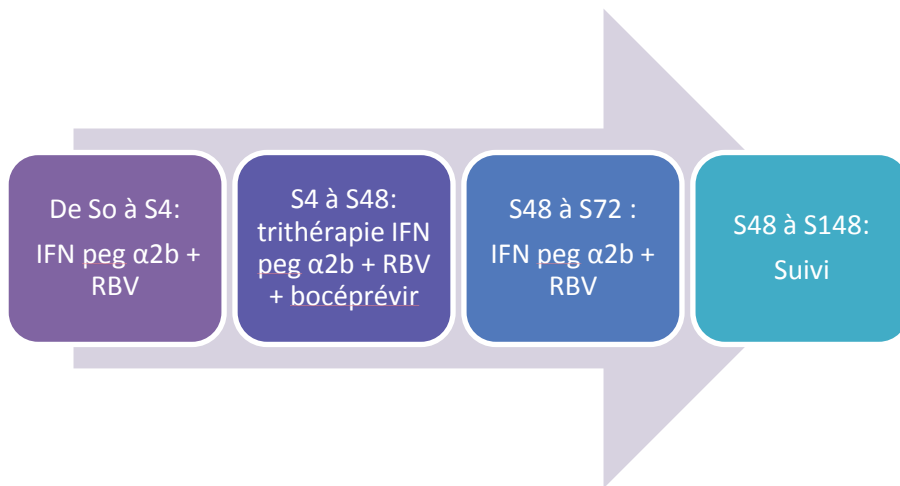 De So à S4:
IFN peg α2b +
RBV
S4 à S48:
trithérapie IFN
peg α2b + RBV
+ bocéprévir
S48 à S72 :
IFN peg α2b +
RBV
S48 à S148:
Suivi